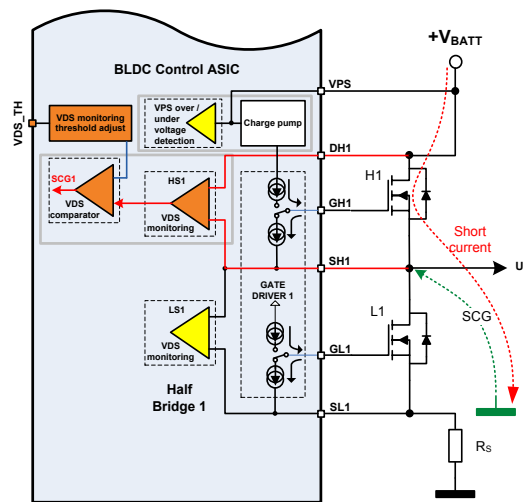 +VBATT
BLDC Control ASIC
VPS
VDS_TH
VDS monitoring
threshold adjust
VPS over /
under
voltage
detection
Charge pump
DH1
H1
SCG1
VDS
comparator
HS1
VDS
monitoring
GH1
Short
current
SH1
U
GATE
DRIVER 1
LS1
VDS
monitoring
L1
SCG
GL1
Half
Bridge 1
SL1
RS